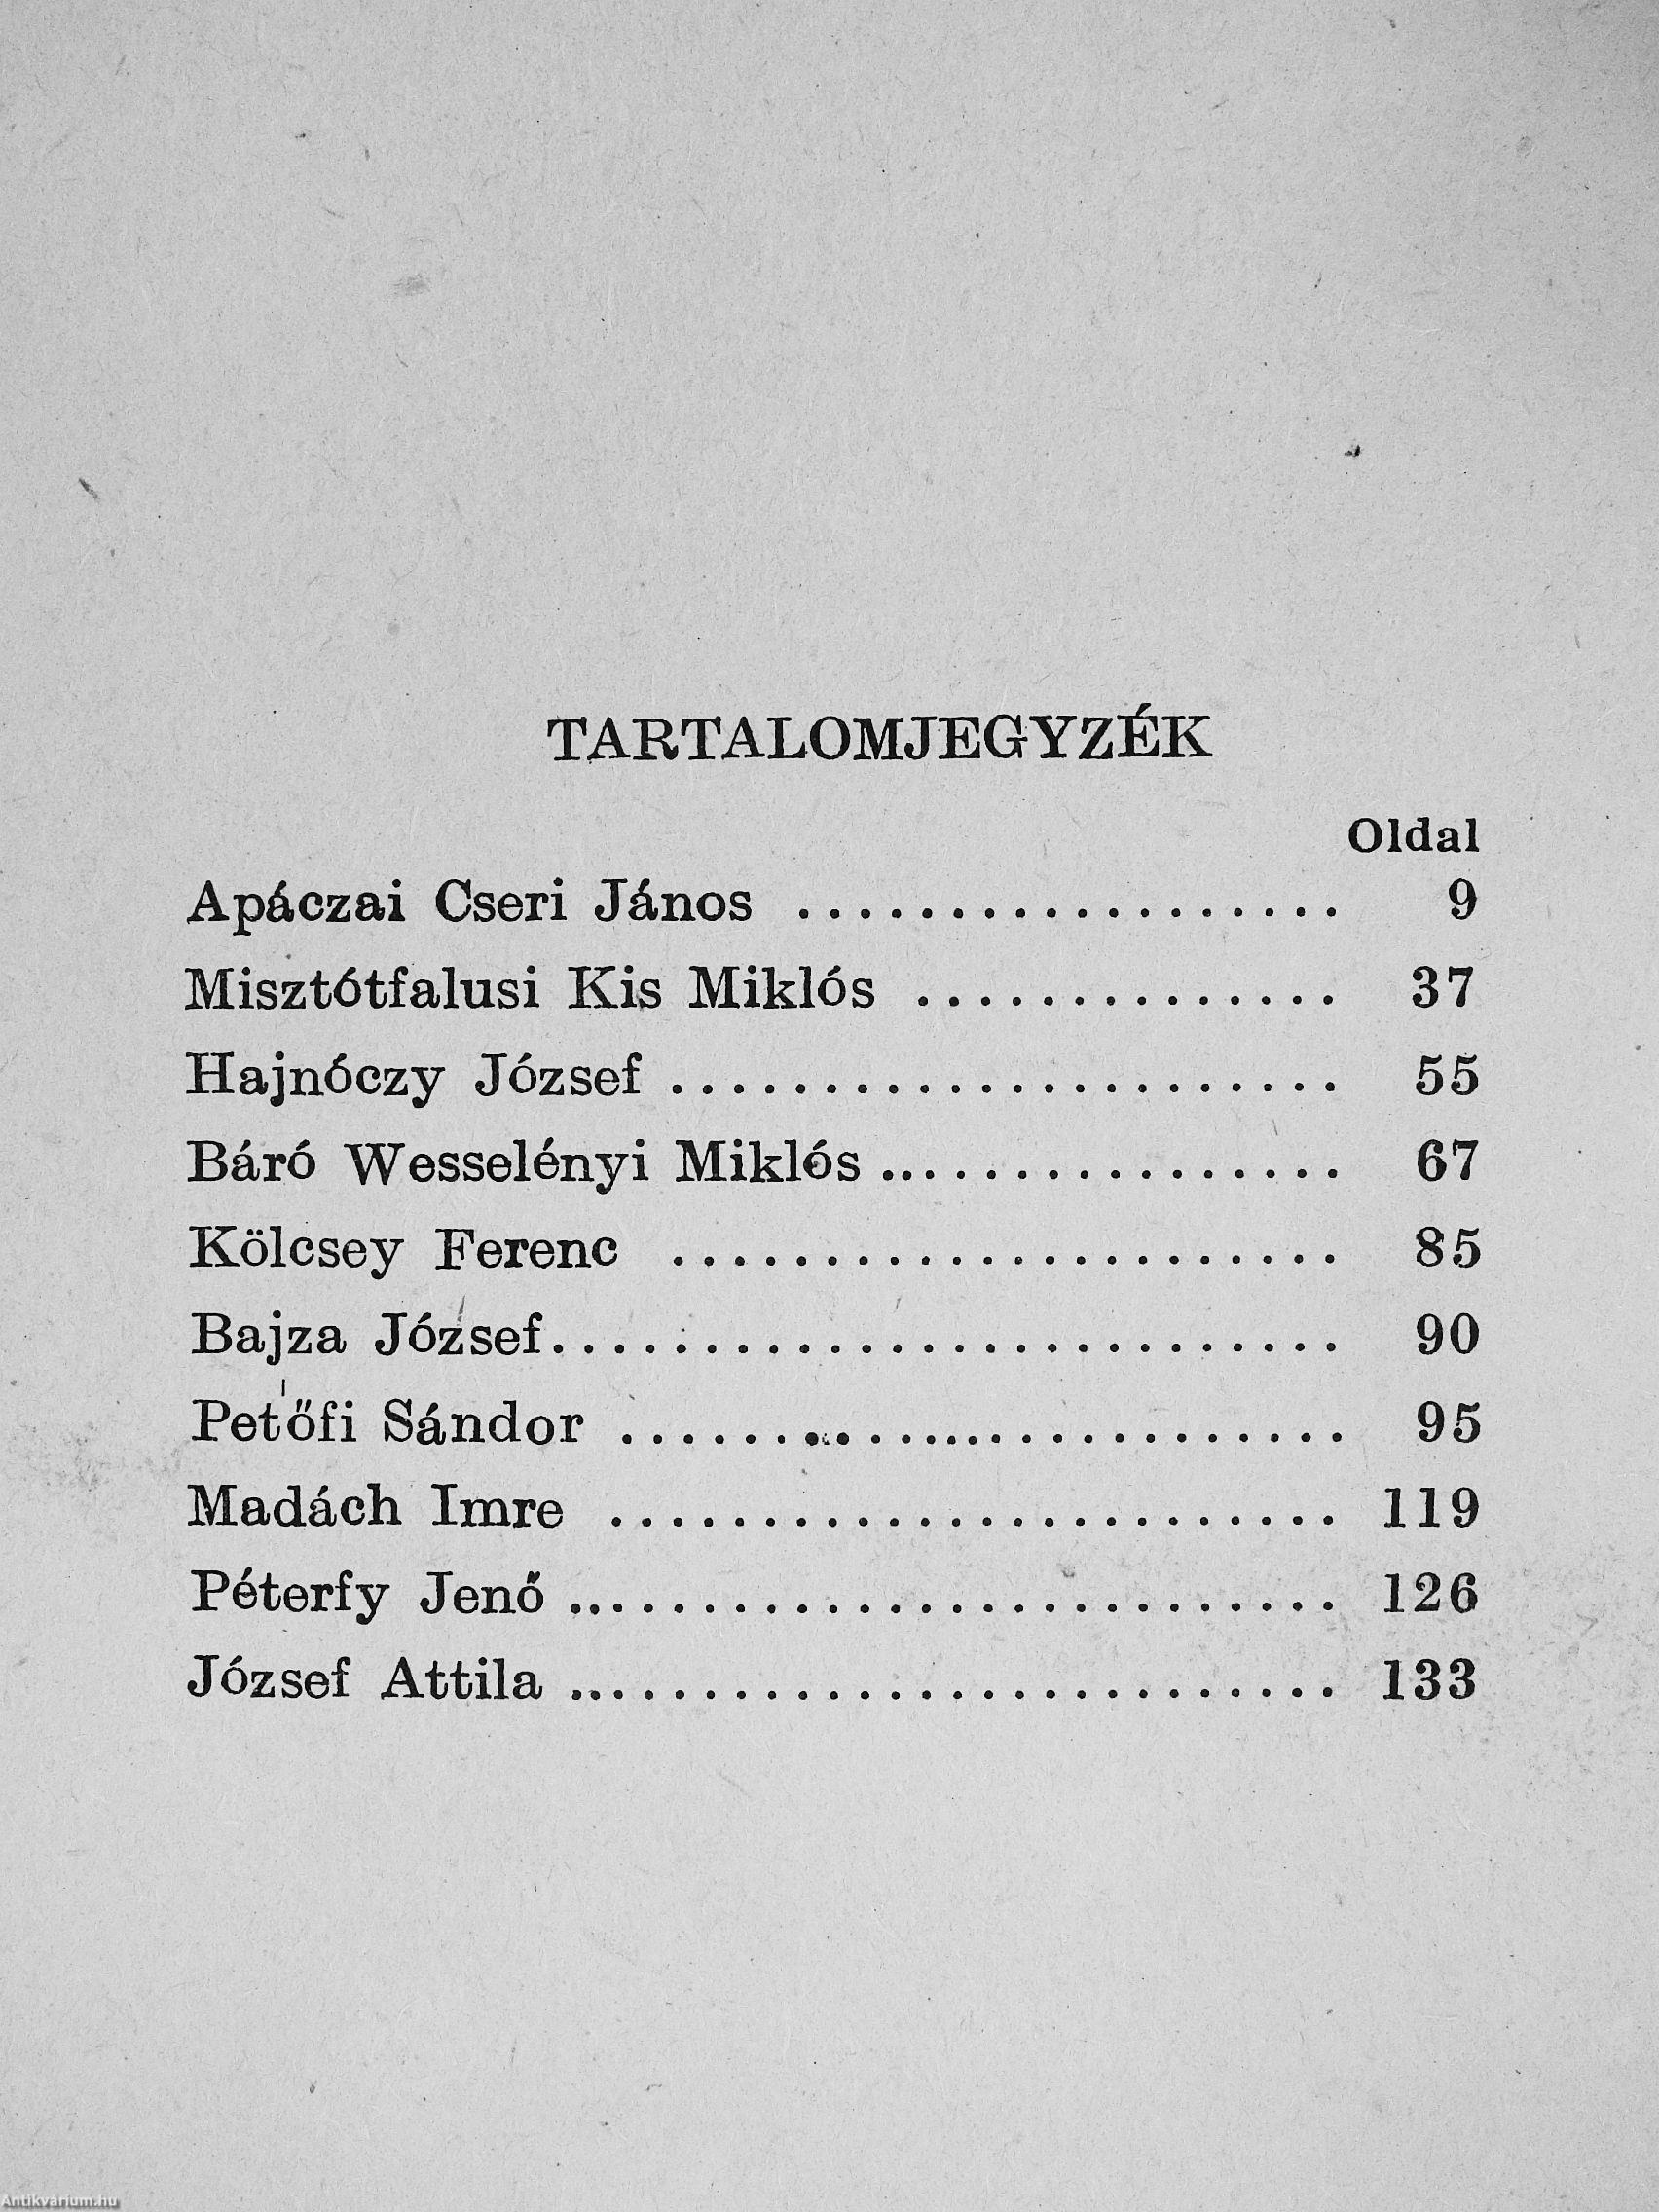 TARTALOMJEGYZÉK
Oldal
Apáczai Cseri János .................. 9
Misztótfalusi Kis Miklós .............. 37
Hajnóczy József ...................... 55
Báró Wesselényi Miklós ................ 67
Kölcsey Ferenc ...................... 85
Bajza József.......................... 90
Petőfi Sándor ........................ 95
Madách Imre ........................ 119
Péterfy Jenő .......................... 126
József Attila .......................... 133
Antikvarium.hu